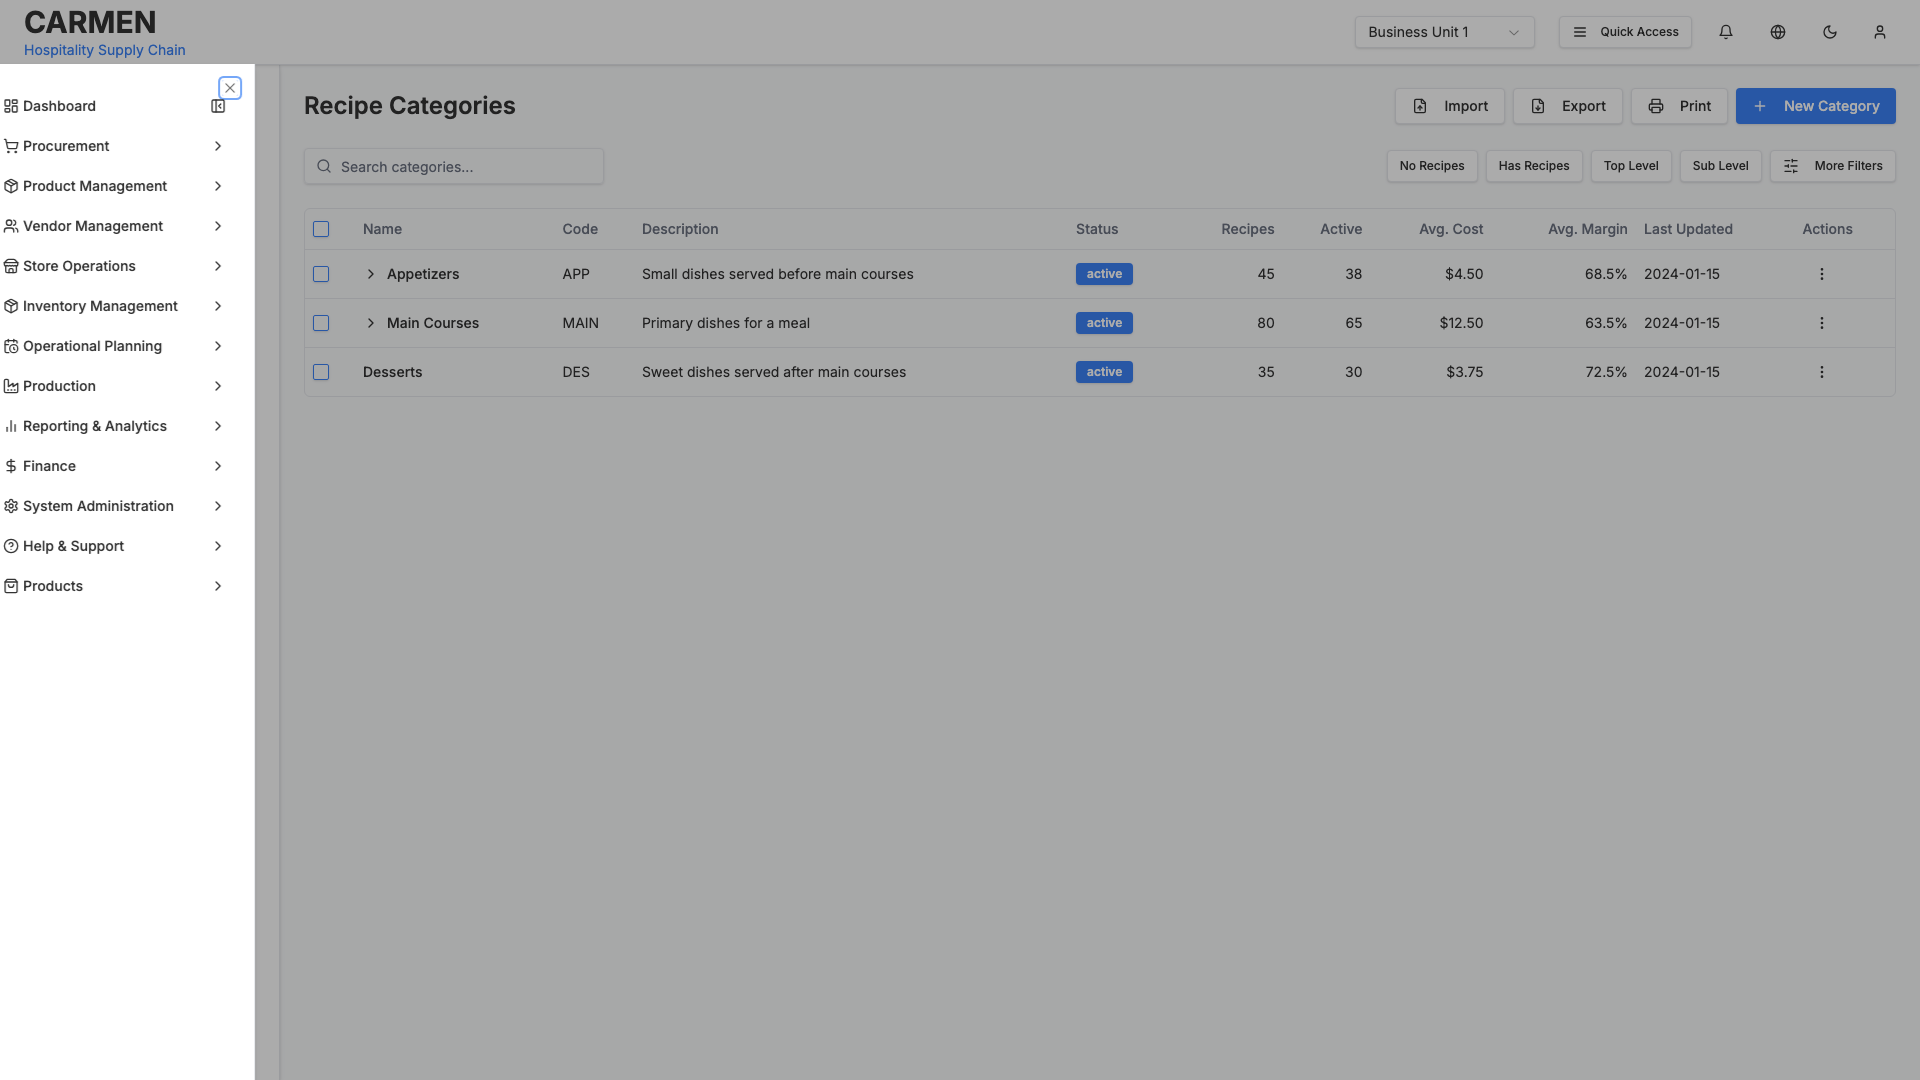 CARMEN
Hospitality Supply Chain
Business Unit 1
Quick Access
Dashboard
Procurement
Product Management
Vendor Management
Store Operations
Inventory Management
Operational Planning
Production
Reporting & Analytics
Finance
System Administration
Help & Support
Products
Recipe Categories
Import Export Print New Category
Search categories...
No Recipes Has Recipes Top Level Sub Level More Filters
Name Code Description Status Recipes Active Avg. Cost Avg. Margin Last Updated Actions
Appetizers APP Small dishes served before main courses active 45 38 $4.50 68.5% 2024-01-15
Main Courses MAIN Primary dishes for a meal active 80 65 $12.50 63.5% 2024-01-15
Desserts DES Sweet dishes served after main courses active 35 30 $3.75 72.5% 2024-01-15